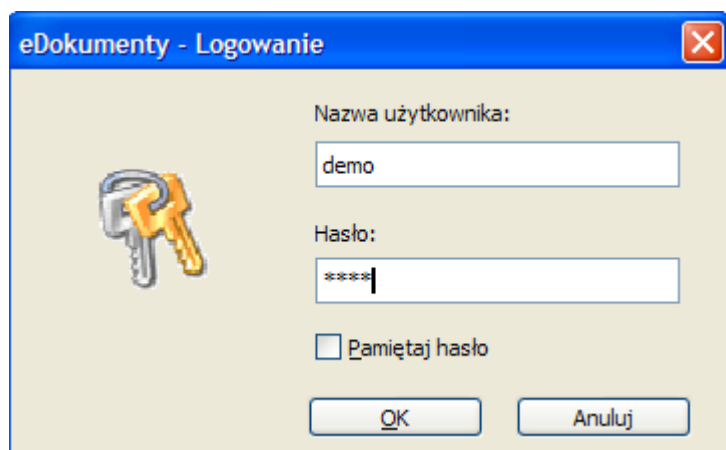 eDokumenty - Logowanie
Nazwa użytkownika:
demo
Hasło:
****
Pamiętaj hasło
OK
Anuluj